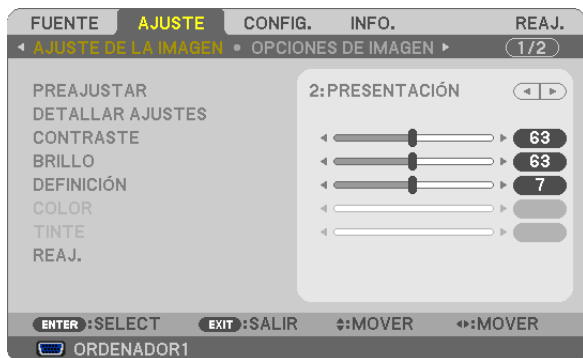 FUENTE AJUSTE CONFIG. INFO. REAJ.
AJUSTE DE LA IMAGEN OPCIONES DE IMAGEN 1/2
PREAJUSTAR 2:PRESENTACIÓN
DETALLAR AJUSTES
CONTRASTE 63
BRILLO 63
DEFINICIÓN 7
COLOR
TINTE
REAJ.
ENTER :SELECT EXIT :SALIR :MOVER :MOVER
ORDENADOR1